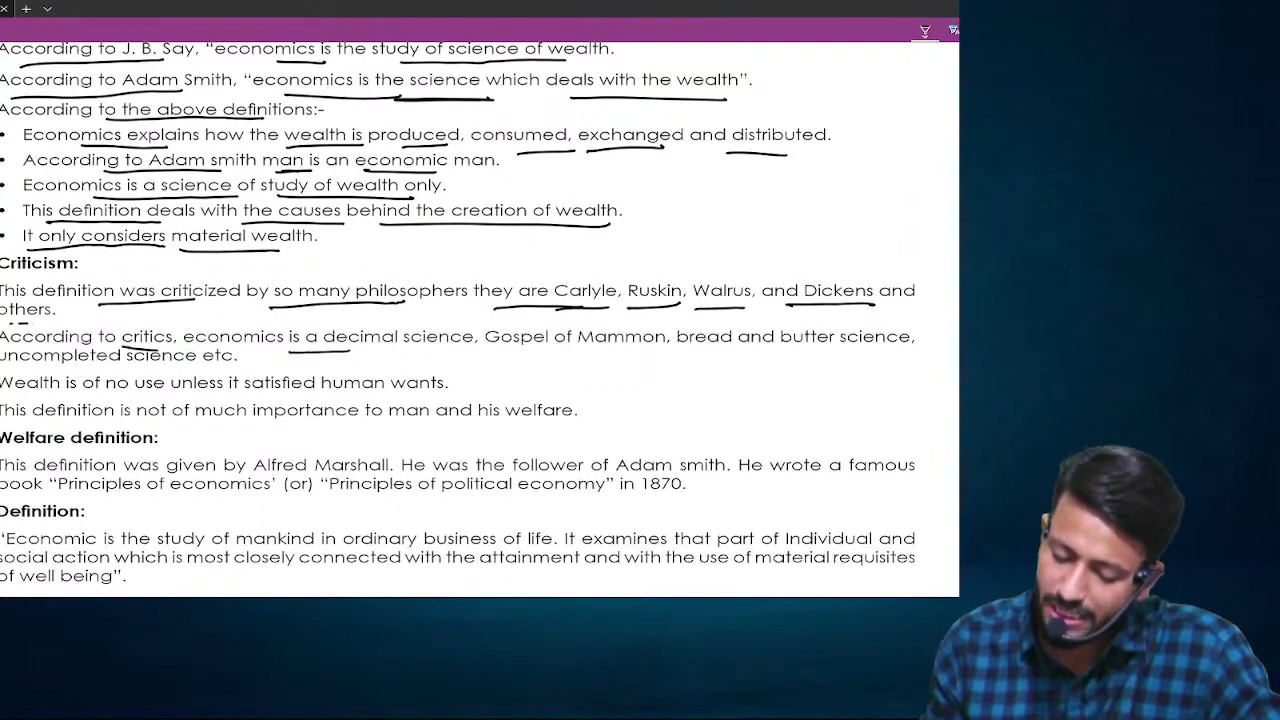 According to J. B. Say, “economics is the study of science of wealth.
According to Adam Smith, “economics is the science which deals with the wealth”.
According to the above definitions:-
• Economics explains how the wealth is produced, consumed, exchanged and distributed.
• According to Adam smith man is an economic man.
• Economics is a science of study of wealth only.
• This definition deals with the causes behind the creation of wealth.
• It only considers material wealth.
Criticism:
This definition was criticized by so many philosophers they are Carlyle, Ruskin, Walrus, and Dickens and
others.
According to critics, economics is a decimal science, Gospel of Mammon, bread and butter science,
uncompleted science etc.
Wealth is of no use unless it satisfied human wants.
This definition is not of much importance to man and his welfare.
Welfare definition:
This definition was given by Alfred Marshall. He was the follower of Adam smith. He wrote a famous
book “Principles of economics’ (or) “Principles of political economy” in 1870.
Definition:
“Economic is the study of mankind in ordinary business of life. It examines that part of Individual and
social action which is most closely connected with the attainment and with the use of material requisites
of well being”.